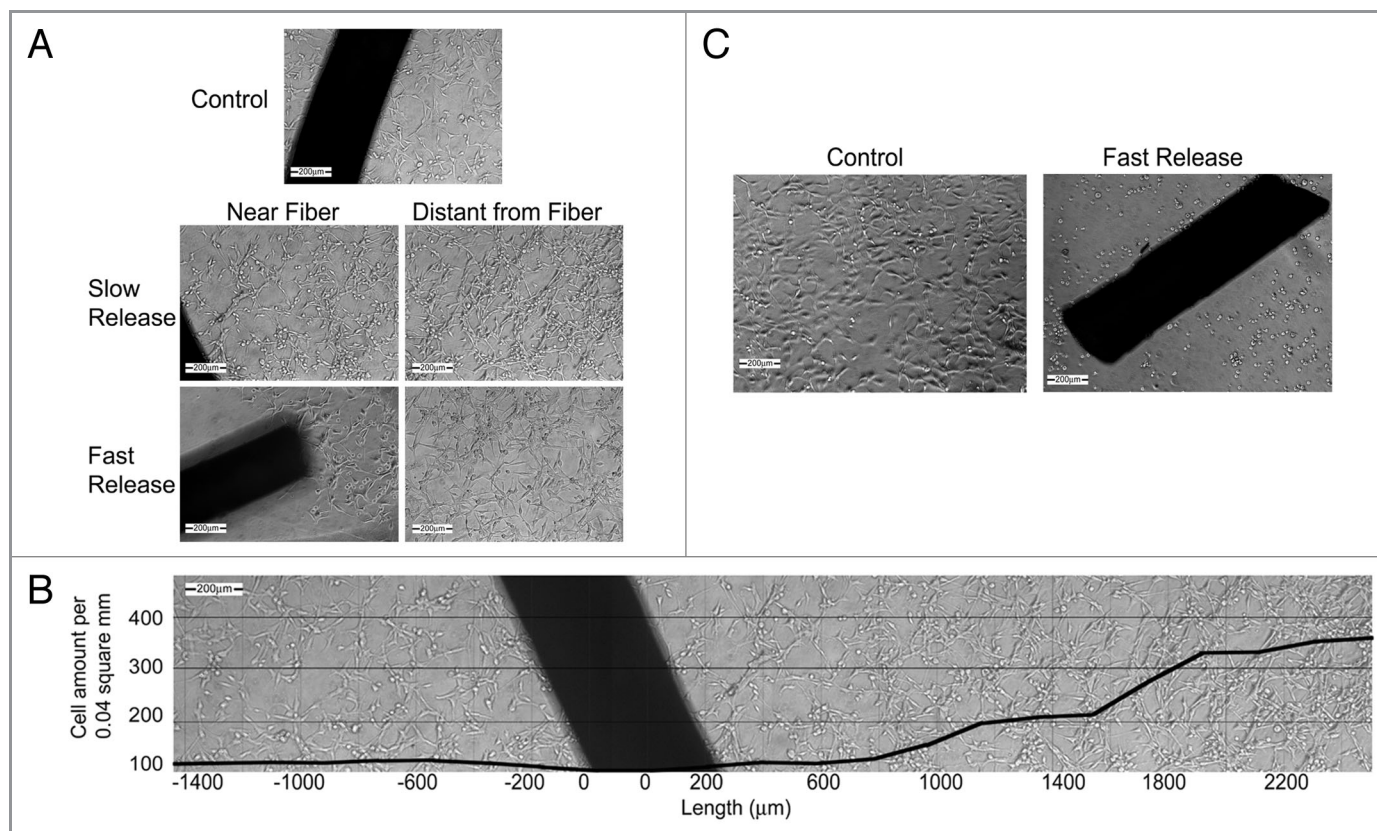 A
Control
200µm
Near Fiber
Distant from Fiber
Slow
Release
200µm
200µm
Fast
Release
200µm
200µm
C
Control
Fast Release
200µm
200µm
B
200µm
Cell amount per
0.04 square mm
400
300
200
100
-1400 -1000 -600 -200 0 0 200 600 1000 1400 1800 2200
Length (µm)